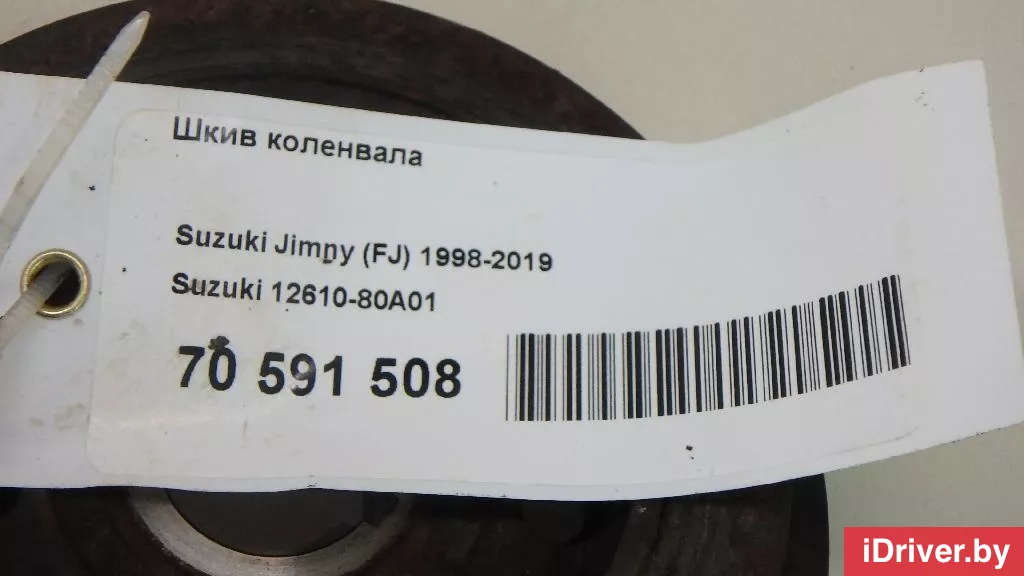 Шкив коленвала
Suzuki Jimny (FJ) 1998-2019
Suzuki 12610-80A01
70 591 508
iDriver.by